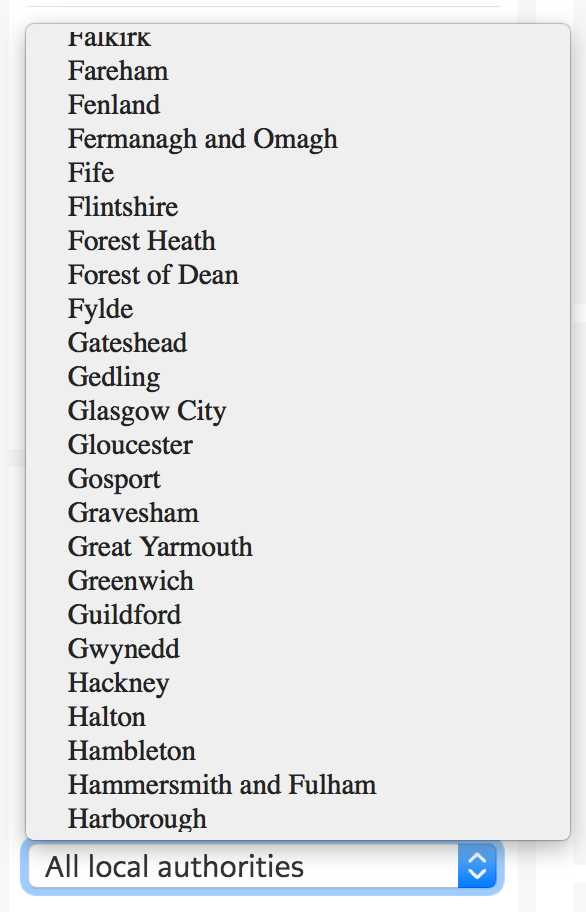 Falkirk
Fareham
Fenland
Fermanagh and Omagh
Fife
Flintshire
Forest Heath
Forest of Dean
Fylde
Gateshead
Gedling
Glasgow City
Gloucester
Gosport
Gravesham
Great Yarmouth
Greenwich
Guildford
Gwynedd
Hackney
Halton
Hambleton
Hammersmith and Fulham
Harborough
All local authorities